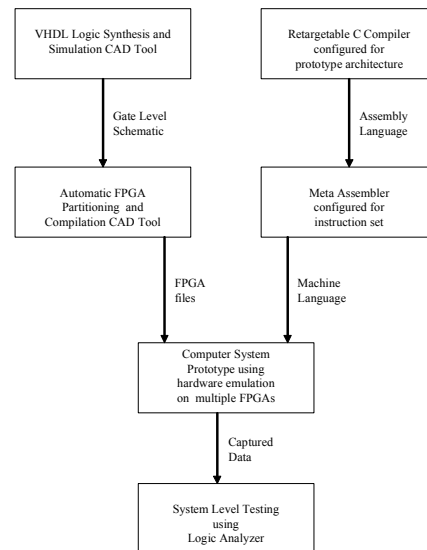 VHDL Logic Synthesis and
Simulation CAD Tool
Retargetable C Compiler
configured for
prototype architecture
Gate Level
Schematic
Assembly
Language
Automatic FPGA
Partitioning and
Compilation CAD Tool
Meta Assembler
configured for
instruction set
FPGA
files
Machine
Language
Computer System
Prototype using
hardware emulation
on multiple FPGAs
Captured
Data
System Level Testing
using
Logic Analyzer